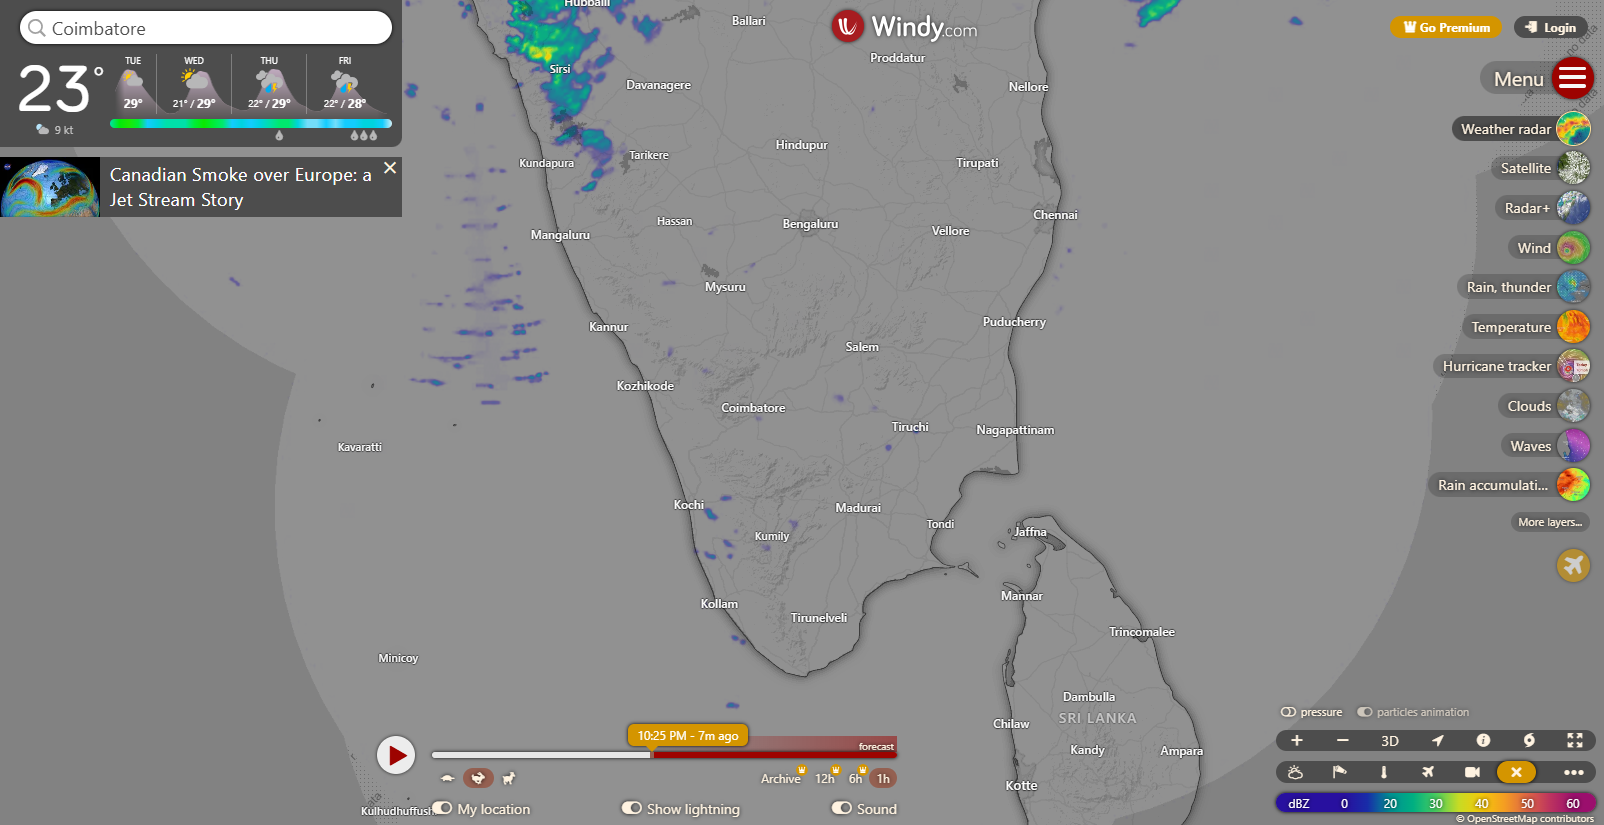 Coimbatore
23°
9 kt
TUE
29°
WED
21° / 29°
THU
22° / 29°
FRI
22° / 28°
Canadian Smoke over Europe: a
Jet Stream Story
Windy.com
Go Premium
Login
no data
Menu
Weather radar
Satellite
Radar+
Wind
Rain, thunder
Temperature
Hurricane tracker
Clouds
Waves
Rain accumulati...
More layers...
Hubballi
Ballari
Proddatur
Sirsi
Davanagere
Nellore
Kundapura
Tarikere
Hindupur
Tirupati
Hassan
Bengaluru
Chennai
Mangaluru
Vellore
Mysuru
Kannur
Puducherry
Salem
Kozhikode
Coimbatore
Tiruchi
Nagapattinam
Kavaratti
Kochi
Madurai
Tondi
Kumily
Jaffna
Mannar
Kollam
Tirunelveli
Trincomalee
Minicoy
Dambulla
SRI LANKA
Chilaw
Kandy
Ampara
Kotte
Kulhudhuffushi
10:25 PM - 7m ago
forecast
Archive
12h
6h
1h
My location
Show lightning
Sound
pressure
particles animation
+ − 3D
dBZ 0 20 30 40 50 60
© OpenStreetMap contributors